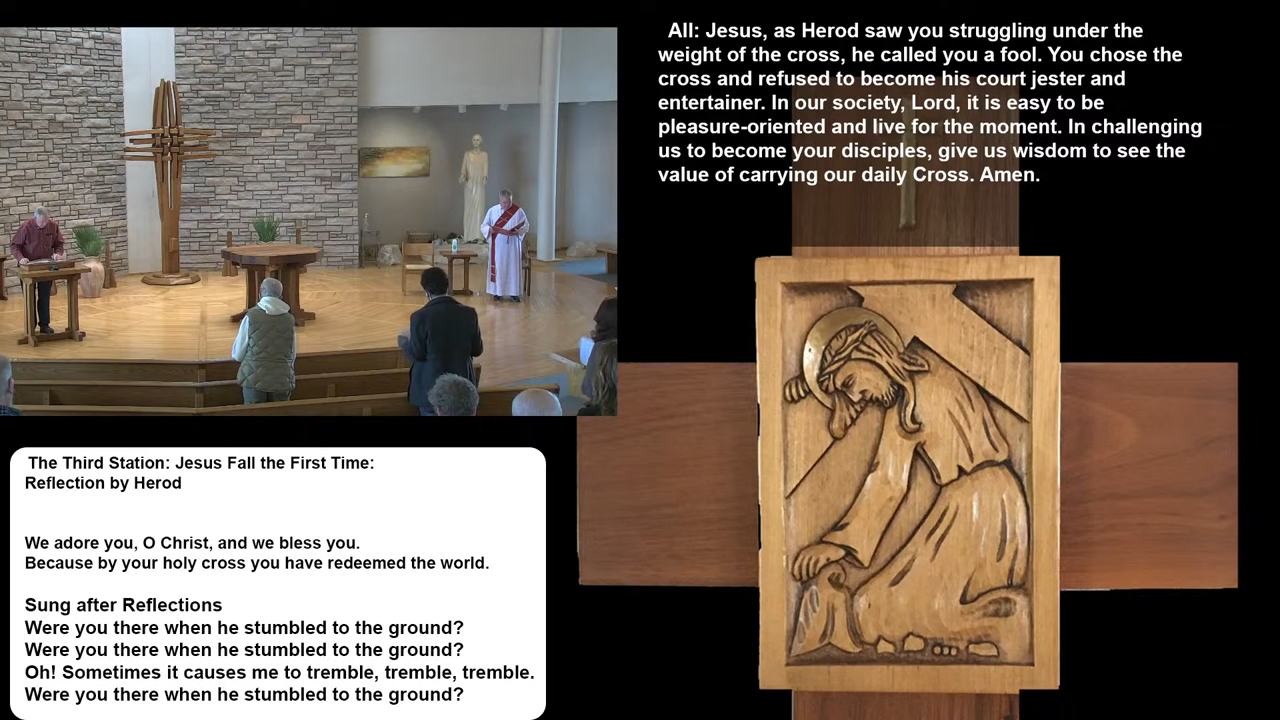 All: Jesus, as Herod saw you struggling under the
weight of the cross, he called you a fool. You chose the
cross and refused to become his court jester and
entertainer. In our society, Lord, it is easy to be
pleasure-oriented and live for the moment. In challenging
us to become your disciples, give us wisdom to see the
value of carrying our daily Cross. Amen.
The Third Station: Jesus Fall the First Time:
Reflection by Herod
We adore you, O Christ, and we bless you.
Because by your holy cross you have redeemed the world.
Sung after Reflections
Were you there when he stumbled to the ground?
Were you there when he stumbled to the ground?
Oh! Sometimes it causes me to tremble, tremble, tremble.
Were you there when he stumbled to the ground?